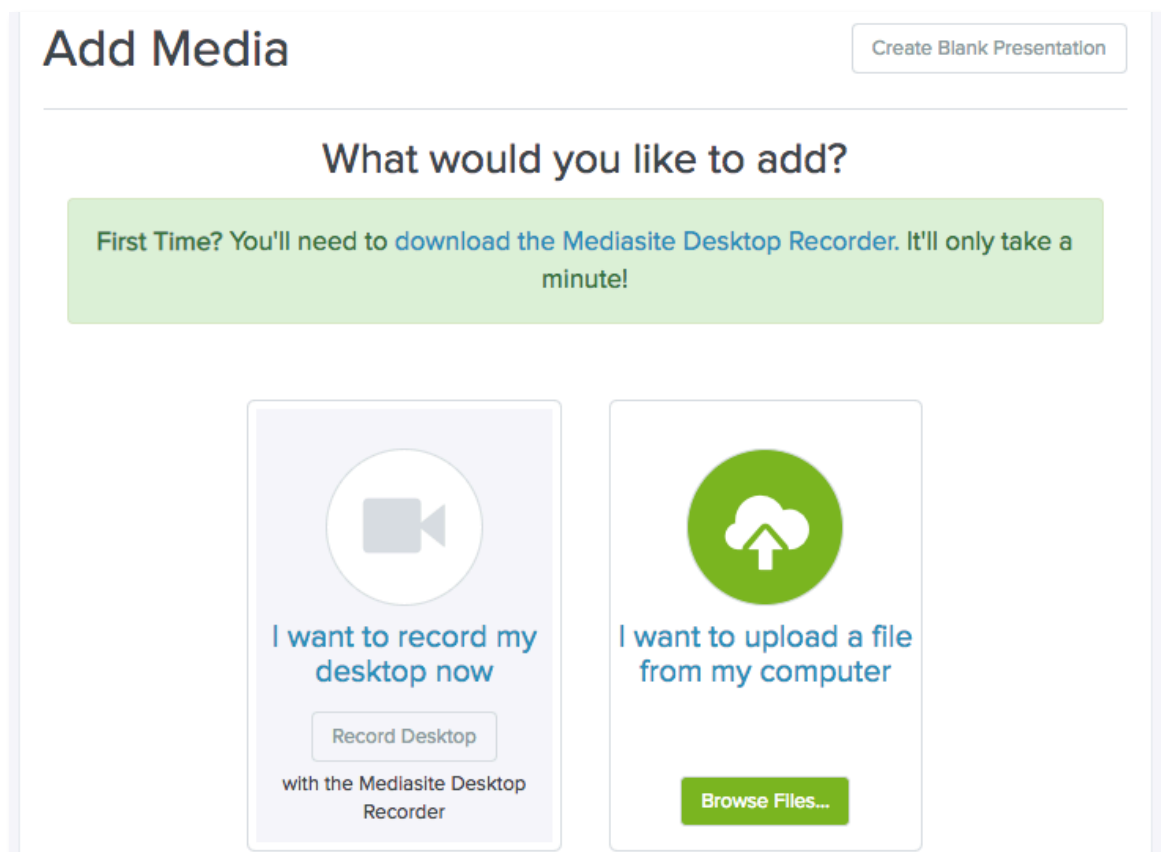 Add Media
Create Blank Presentation
What would you like to add?
First Time? You'll need to download the Mediasite Desktop Recorder. It'll only take a
minute!
I want to record my
desktop now
Record Desktop
with the Mediasite Desktop
Recorder
I want to upload a file
from my computer
Browse Files...